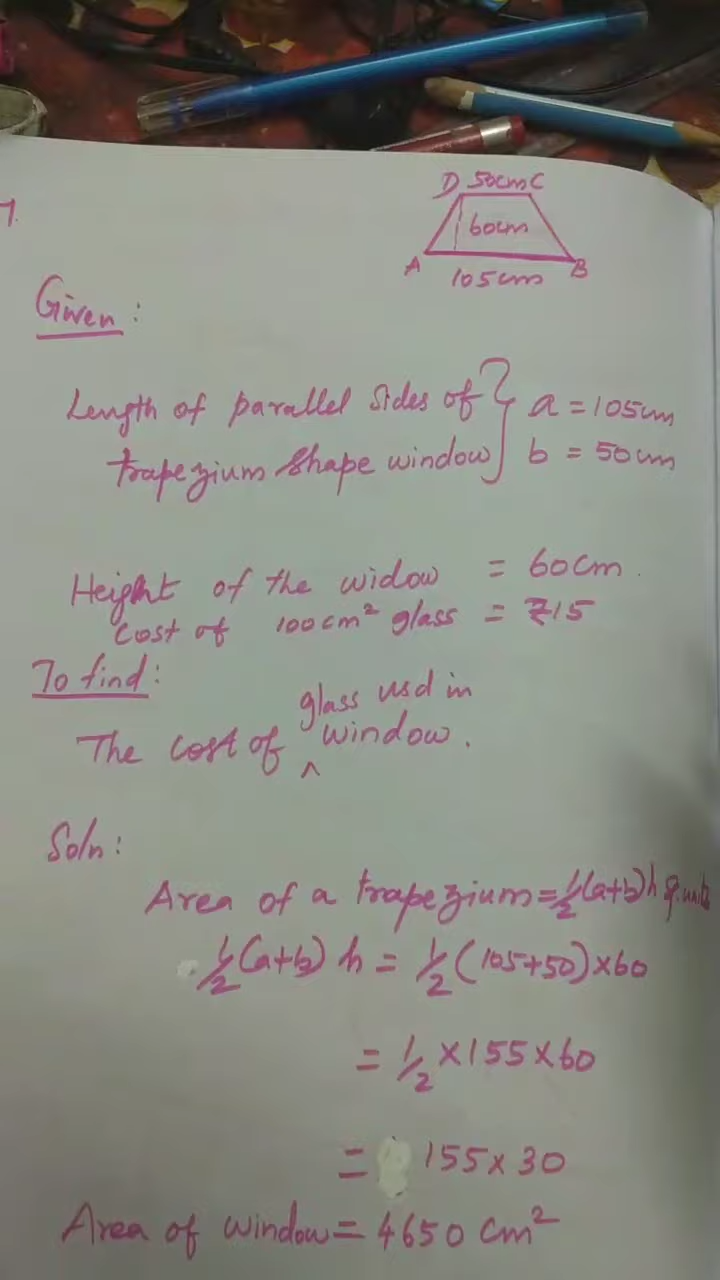 7.
D 50cm C
60cm
A B
105cm
Given :
Length of parallel sides of } a = 105cm
trapezium shape window } b = 50cm
Height of the widow = 60cm.
Cost of 100cm² glass = ₹15
To find :
glass usd in
The cost of ^ window.
Soln :
Area of a trapezium = 1/2 (a+b) h q.units
1/2 (a+b) h = 1/2 (105+50) × 60
= 1/2 × 155 × 60
= 155 × 30
Area of window = 4650 cm²